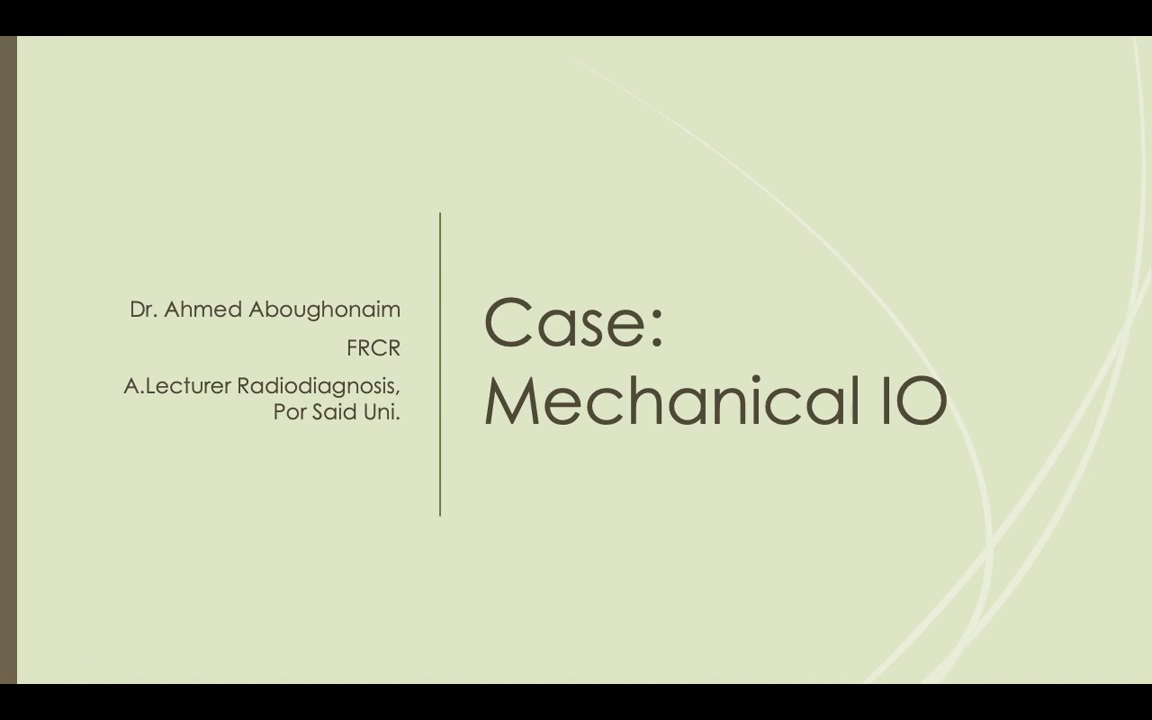 Dr. Ahmed Aboughonaim
FRCR
A.Lecturer Radiodiagnosis,
Por Said Uni.
Case:
Mechanical IO